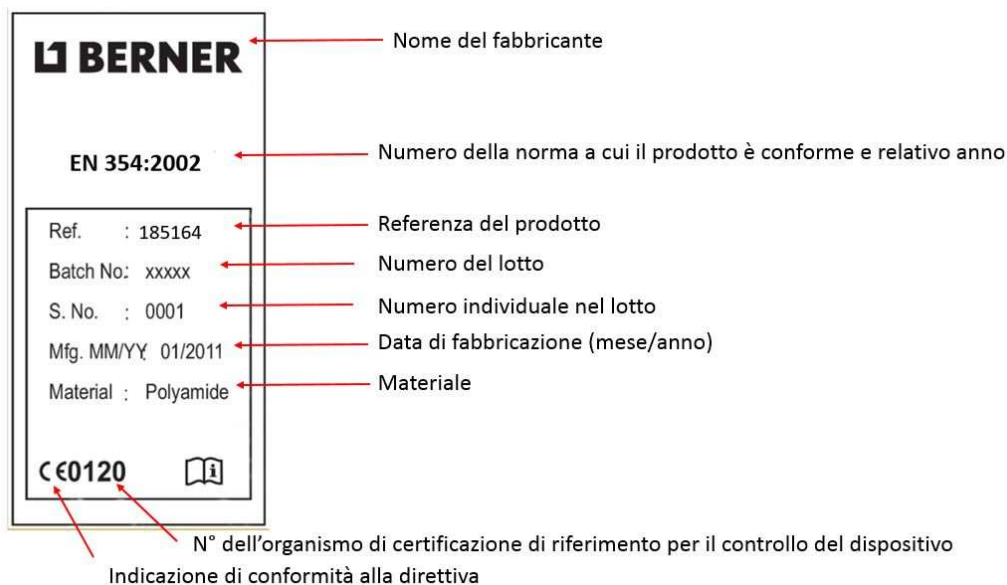 BERNER
Nome del fabbricante
EN 354:2002
Numero della norma a cui il prodotto è conforme e relativo anno
Ref. : 185164
Referenza del prodotto
Batch No: xxxxx
Numero del lotto
S. No. : 0001
Numero individuale nel lotto
Mfg. MM/YY: 01/2011
Data di fabbricazione (mese/anno)
Material : Polyamide
Materiale
CE0120
i
N° dell'organismo di certificazione di riferimento per il controllo del dispositivo
Indicazione di conformità alla direttiva